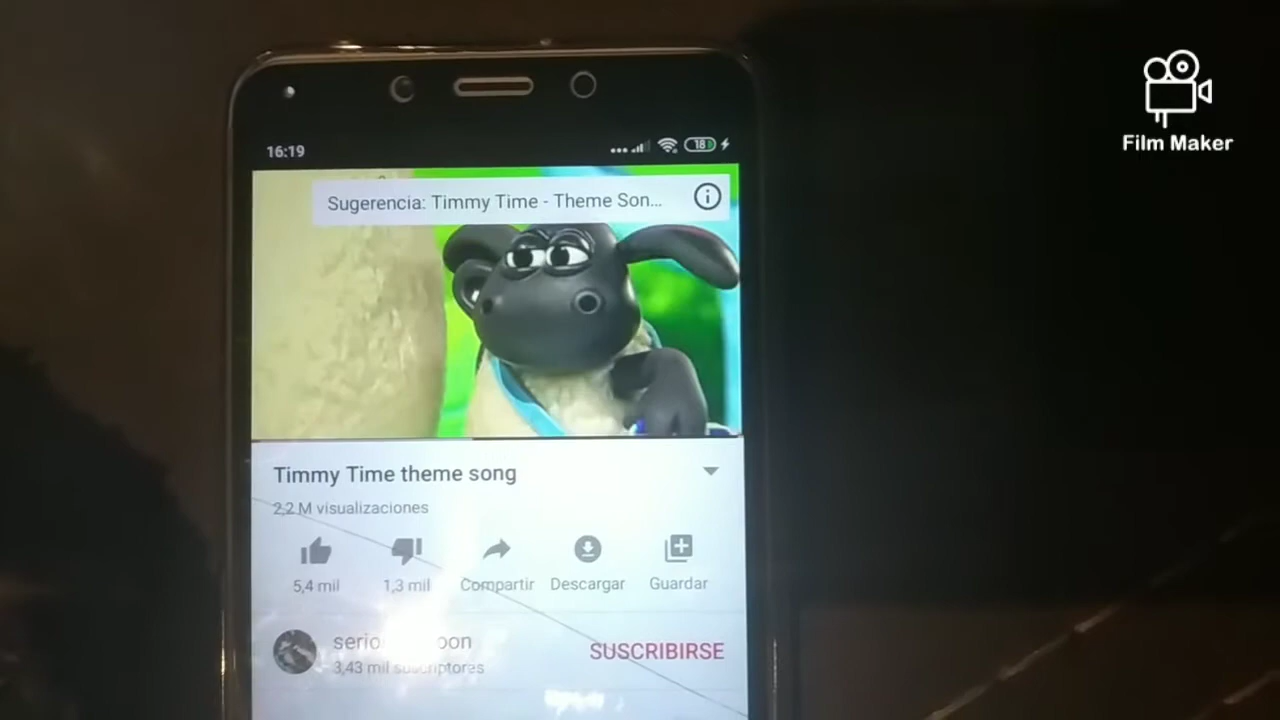 Film Maker
16:19
18
Sugerencia: Timmy Time - Theme Son...
Timmy Time theme song
2,2 M visualizaciones
5,4 mil
1,3 mil
Compartir
Descargar
Guardar
SUSCRIBIRSE
3,43 mil suscriptores